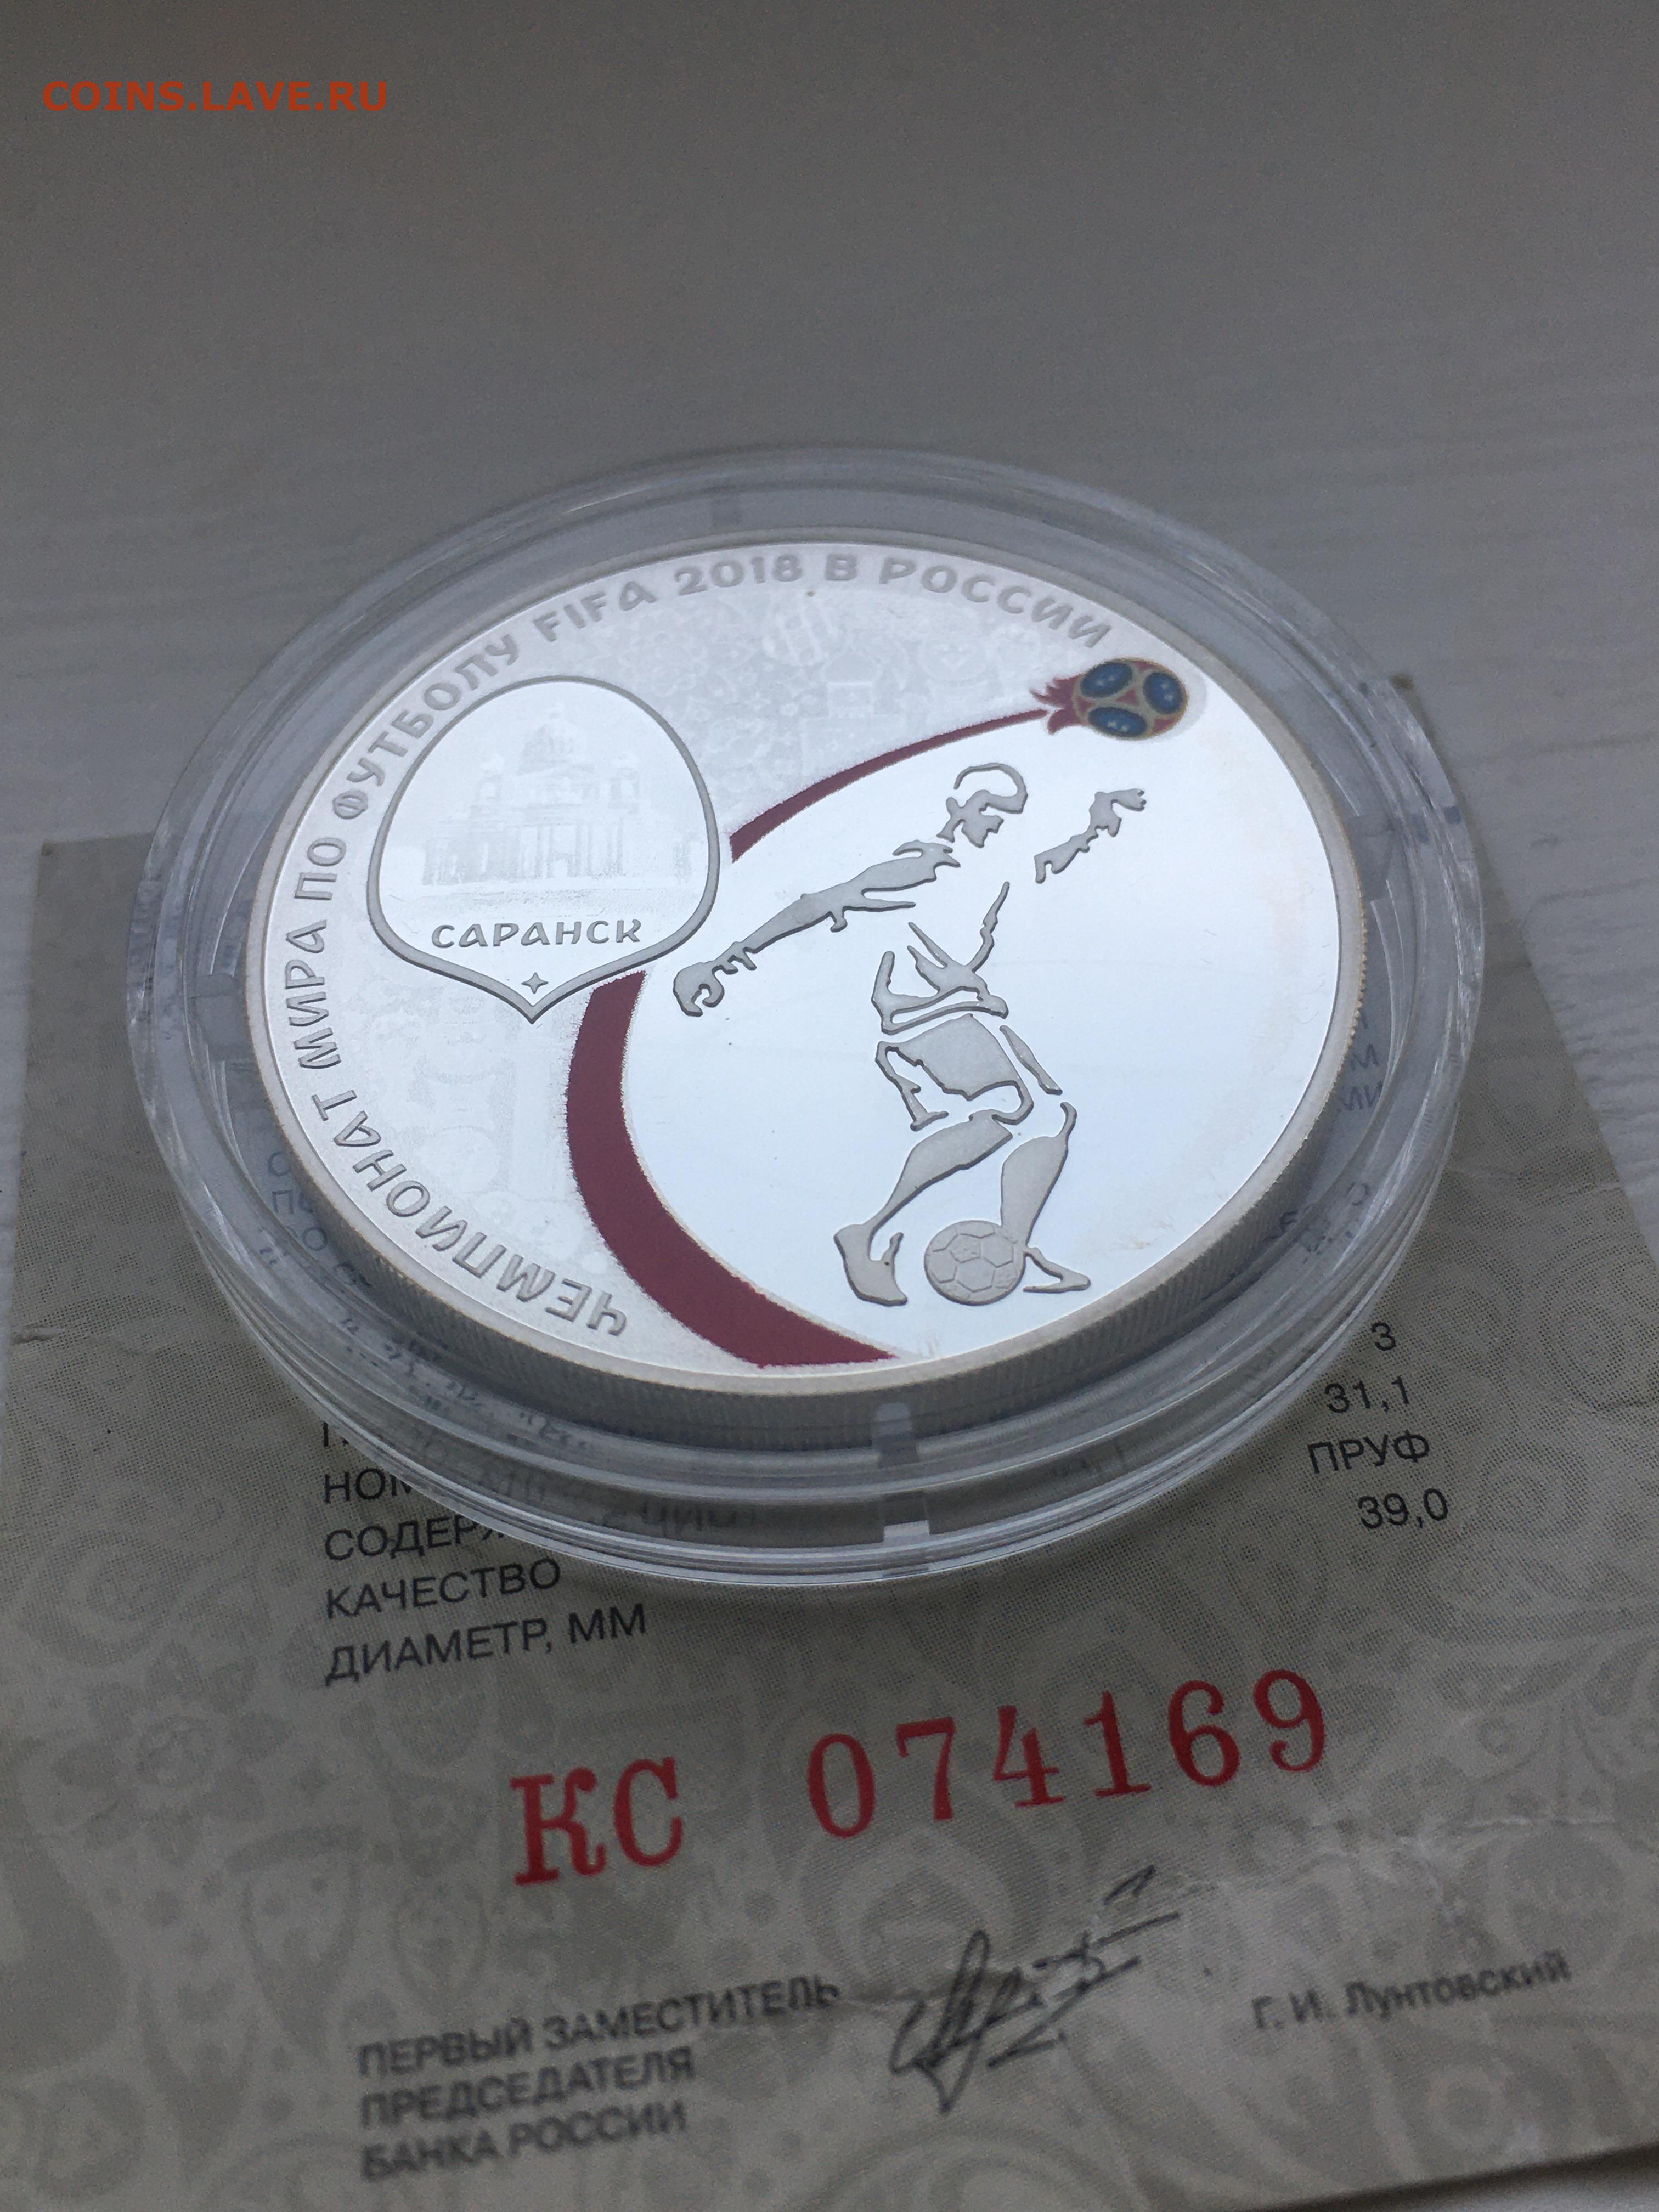 COINS.LAVE.RU
ЧЕМПИОНАТ МИРА ПО ФУТБОЛУ FIFA 2018 В РОССИИ
САРАНСК
3
31,1
ПРУФ
КАЧЕСТВО
39,0
ДИАМЕТР, ММ
КС 074169
ПЕРВЫЙ ЗАМЕСТИТЕЛЬ
ПРЕДСЕДАТЕЛЯ
БАНКА РОССИИ
Г. И. Лунтовский